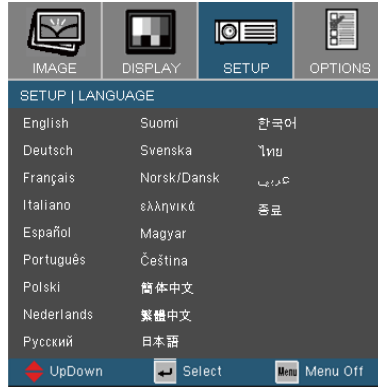 IMAGE DISPLAY SETUP OPTIONS
SETUP | LANGUAGE
English Suomi 한국어
Deutsch Svenska ไทย
Français Norsk/Dansk عربي
Italiano ελληνικά 종료
Español Magyar
Português Čeština
Polski 簡体中文
Nederlands 繁體中文
Русский 日本語
UpDown Select Menu Menu Off